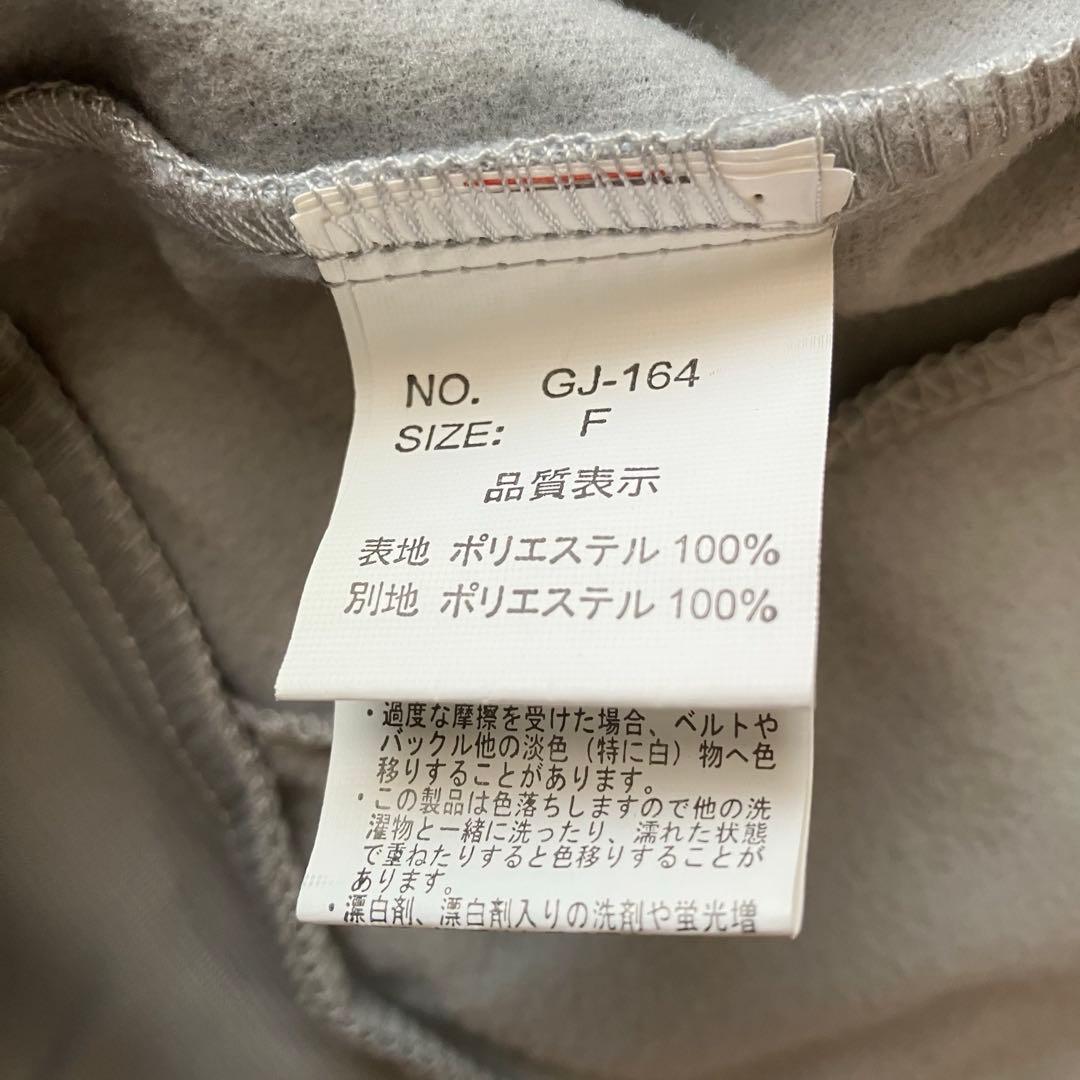 NO. GJ-164
SIZE: F
品質表示
表地 ポリエステル 100%
別地 ポリエステル 100%
・過度な摩擦を受けた場合、ベルトや
バックル他の淡色（特に白）物へ色
移りすることがあります。
・この製品は色落ちしますので他の洗
濯物と一緒に洗ったり、濡れた状態
で重ねたりすると色移りすることが
あります。
・漂白剤、漂白剤入りの洗剤や蛍光増